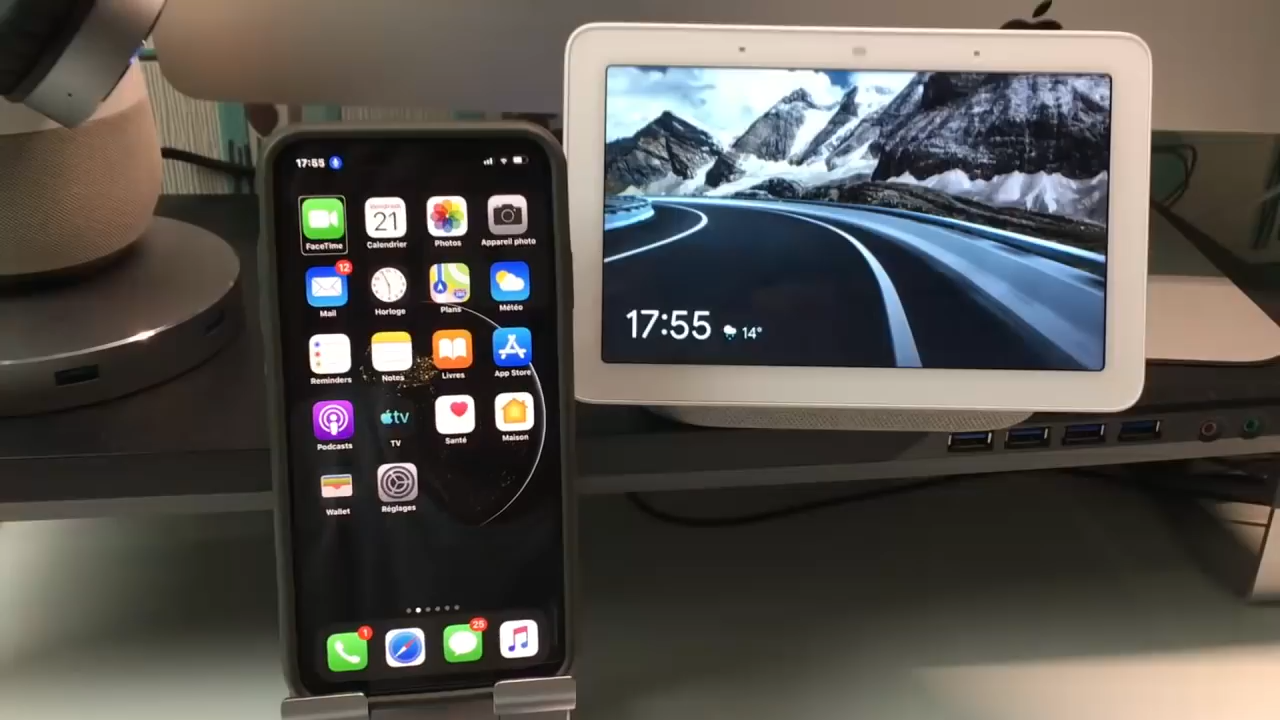 17:55
Vendredi
21
FaceTime
Calendrier
Photos
Appareil photo
12
Mail
Horloge
Plans
Météo
Reminders
Notes
Livres
App Store
Podcasts
tv
TV
Santé
Maison
Wallet
Réglages
1
25
17:55
14°